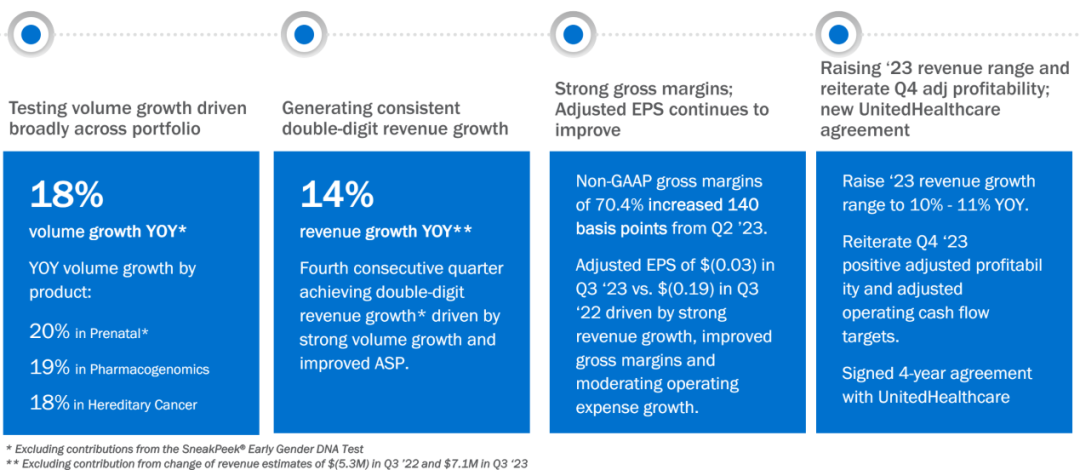 Testing volume growth driven
broadly across portfolio
18%
volume growth YOY*
YOY volume growth by
product:
20% in Prenatal*
19% in Pharmacogenomics
18% in Hereditary Cancer
Generating consistent
double-digit revenue growth
14%
revenue growth YOY**
Fourth consecutive quarter
achieving double-digit
revenue growth* driven by
strong volume growth and
improved ASP.
Strong gross margins;
Adjusted EPS continues to
improve
Non-GAAP gross margins
of 70.4% increased 140
basis points from Q2 ’23.
Adjusted EPS of $(0.03) in
Q3 ‘23 vs. $(0.19) in Q3
‘22 driven by strong
revenue growth, improved
gross margins and
moderating operating
expense growth.
Raising ‘23 revenue range and
reiterate Q4 adj profitability;
new UnitedHealthcare
agreement
Raise ‘23 revenue growth
range to 10% - 11% YOY.
Reiterate Q4 ‘23
positive adjusted profitabil
ity and adjusted
operating cash flow
targets.
Signed 4-year agreement
with UnitedHealthcare
* Excluding contributions from the SneakPeek® Early Gender DNA Test
** Excluding contribution from change of revenue estimates of $(5.3M) in Q3 ’22 and $7.1M in Q3 ‘23